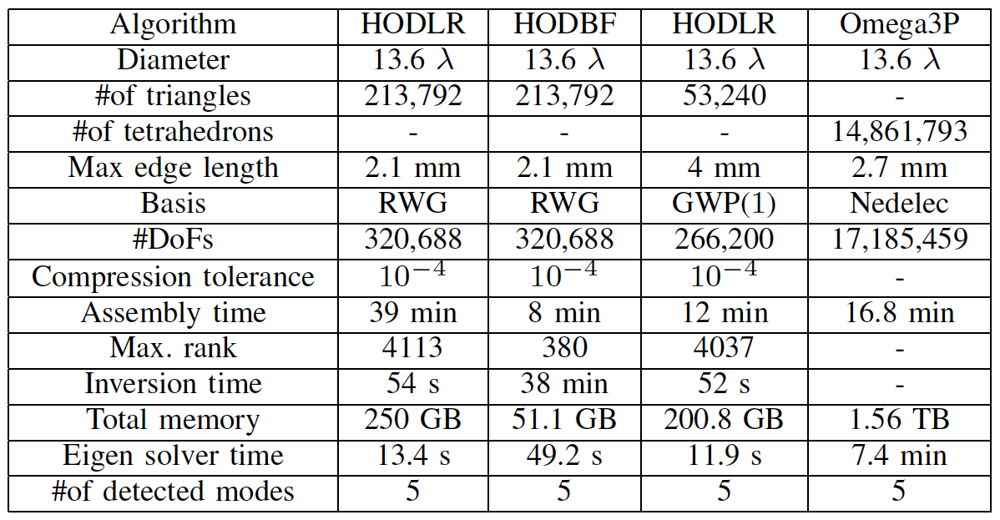 Algorithm HODLR HODBF HODLR Omega3P
Diameter 13.6 λ 13.6 λ 13.6 λ 13.6 λ
#of triangles 213,792 213,792 53,240 -
#of tetrahedrons - - - 14,861,793
Max edge length 2.1 mm 2.1 mm 4 mm 2.7 mm
Basis RWG RWG GWP(1) Nedelec
#DoFs 320,688 320,688 266,200 17,185,459
Compression tolerance 10⁻⁴ 10⁻⁴ 10⁻⁴ -
Assembly time 39 min 8 min 12 min 16.8 min
Max. rank 4113 380 4037 -
Inversion time 54 s 38 min 52 s -
Total memory 250 GB 51.1 GB 200.8 GB 1.56 TB
Eigen solver time 13.4 s 49.2 s 11.9 s 7.4 min
#of detected modes 5 5 5 5